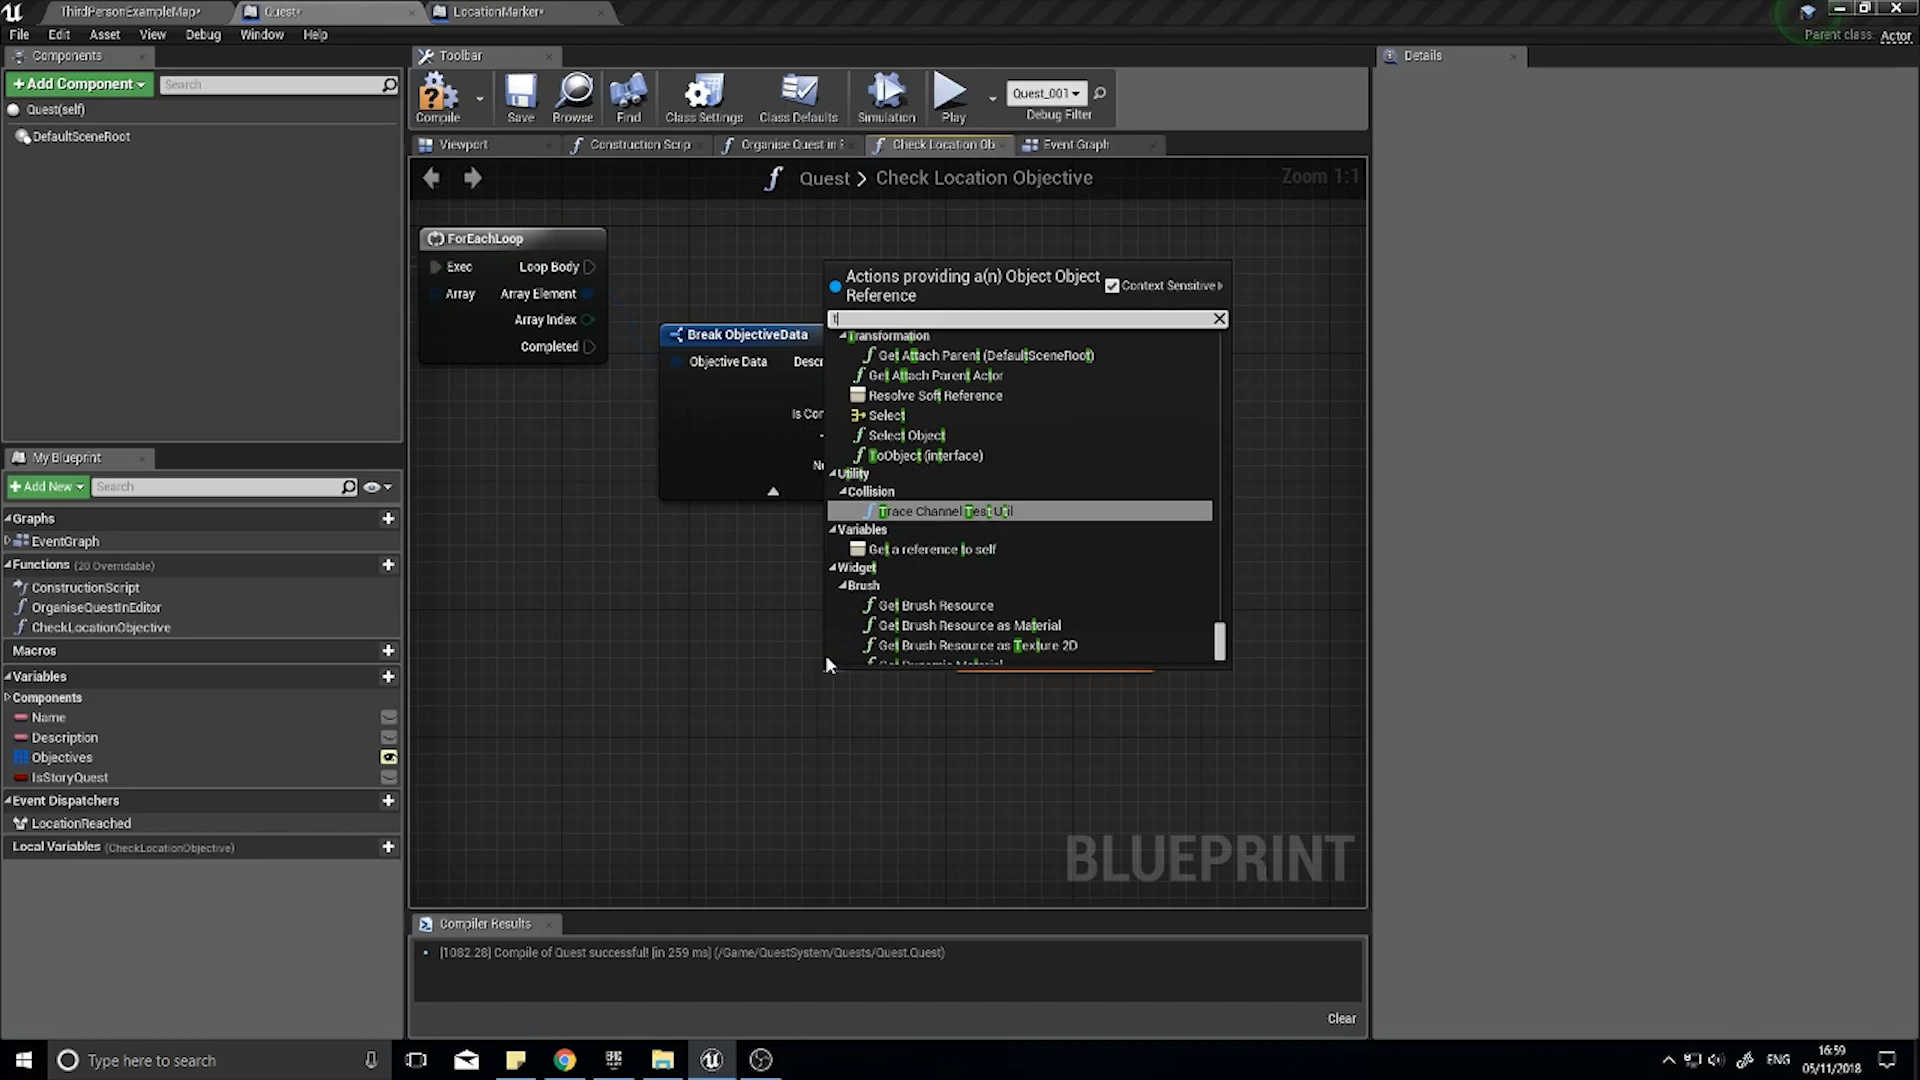 ThirdPersonExampleMap*
Quest*
LocationMarker*
File Edit Asset View Debug Window Help
Parent class: Actor
Components
+Add Component
Search
Quest(self)
DefaultSceneRoot
Toolbar
Compile
Save
Browse
Find
Class Settings
Class Defaults
Simulation
Play
Quest_001
Debug Filter
Details
Viewport
Construction Scrip
Organise Quest in E
Check Location Ob
Event Graph
Quest > Check Location Objective
Zoom 1:1
ForEachLoop
Exec Loop Body
Array Array Element
Array Index
Completed
Break ObjectiveData
Objective Data Descr
Is Con
Actions providing a(n) Object Object
Reference
Context Sensitive
t
Transformation
Get Attach Parent (DefaultSceneRoot)
Get Attach Parent Actor
Resolve Soft Reference
Select
Select Object
ToObject (interface)
Utility
Collision
Trace Channel Test Util
Variables
Get a reference to self
Widget
Brush
Get Brush Resource
Get Brush Resource as Material
Get Brush Resource as Texture 2D
Get Dynamic Material
BLUEPRINT
My Blueprint
+Add New
Search
Graphs
EventGraph
Functions (20 Overridable)
ConstructionScript
OrganiseQuestInEditor
CheckLocationObjective
Macros
Variables
Components
Name
Description
Objectives
IsStoryQuest
Event Dispatchers
LocationReached
Local Variables (CheckLocationObjective)
Compiler Results
[1082.28] Compile of Quest successful! [in 259 ms] (/Game/QuestSystem/Quests/Quest.Quest)
Clear
Type here to search
ENG
16:59
05/11/2018